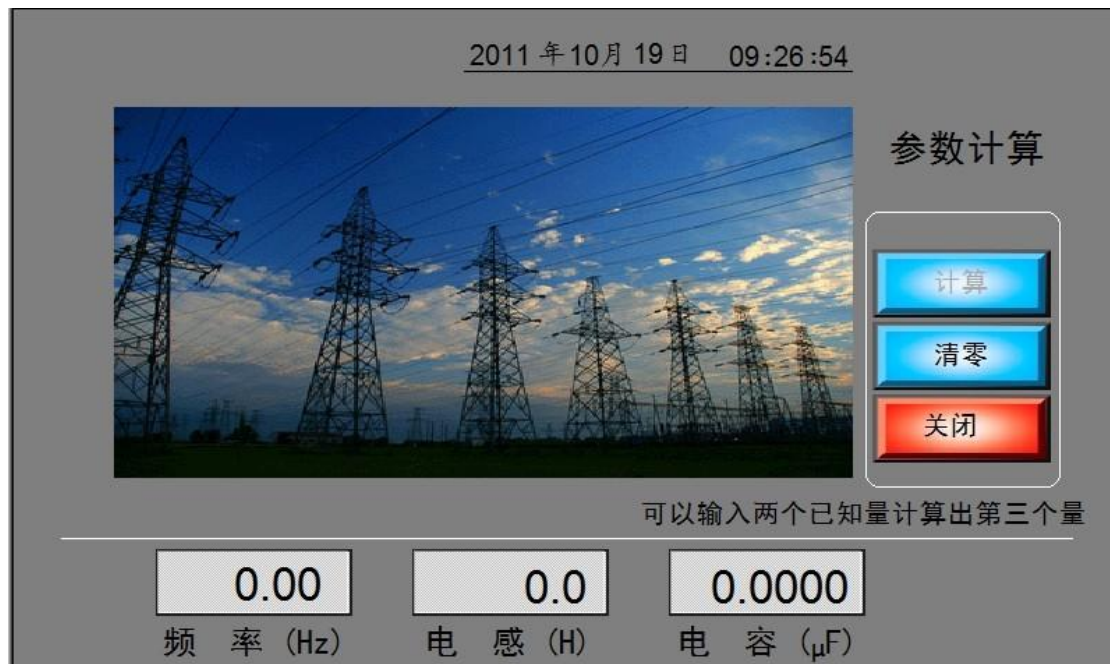 2011 年10月 19日 09:26:54
参数计算
计算
清零
关闭
可以输入两个已知量计算出第三个量
0.00 0.0 0.0000
频 率 (Hz) 电 感 (H) 电 容 (μF)